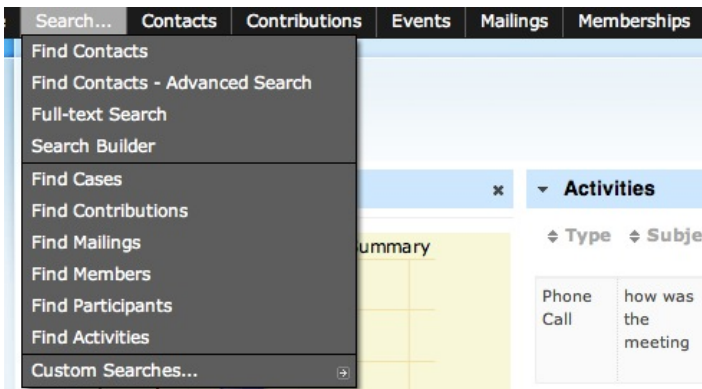 Search... Contacts Contributions Events Mailings Memberships
Find Contacts
Find Contacts - Advanced Search
Full-text Search
Search Builder
Find Cases
Find Contributions
Find Mailings
Find Members
Find Participants
Find Activities
Custom Searches...
ummary
Activities
Type Subje
Phone Call
how was the meeting